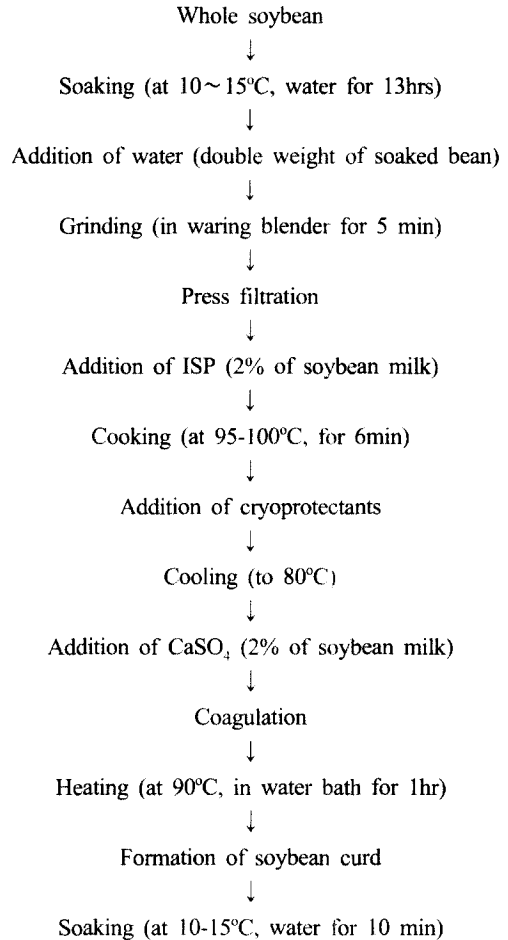 Whole soybean
↓
Soaking (at 10～15°C, water for 13hrs)
↓
Addition of water (double weight of soaked bean)
↓
Grinding (in waring blender for 5 min)
↓
Press filtration
↓
Addition of ISP (2% of soybean milk)
↓
Cooking (at 95-100°C, for 6min)
↓
Addition of cryoprotectants
↓
Cooling (to 80°C)
↓
Addition of CaSO₄ (2% of soybean milk)
↓
Coagulation
↓
Heating (at 90°C, in water bath for 1hr)
↓
Formation of soybean curd
↓
Soaking (at 10-15°C, water for 10 min)